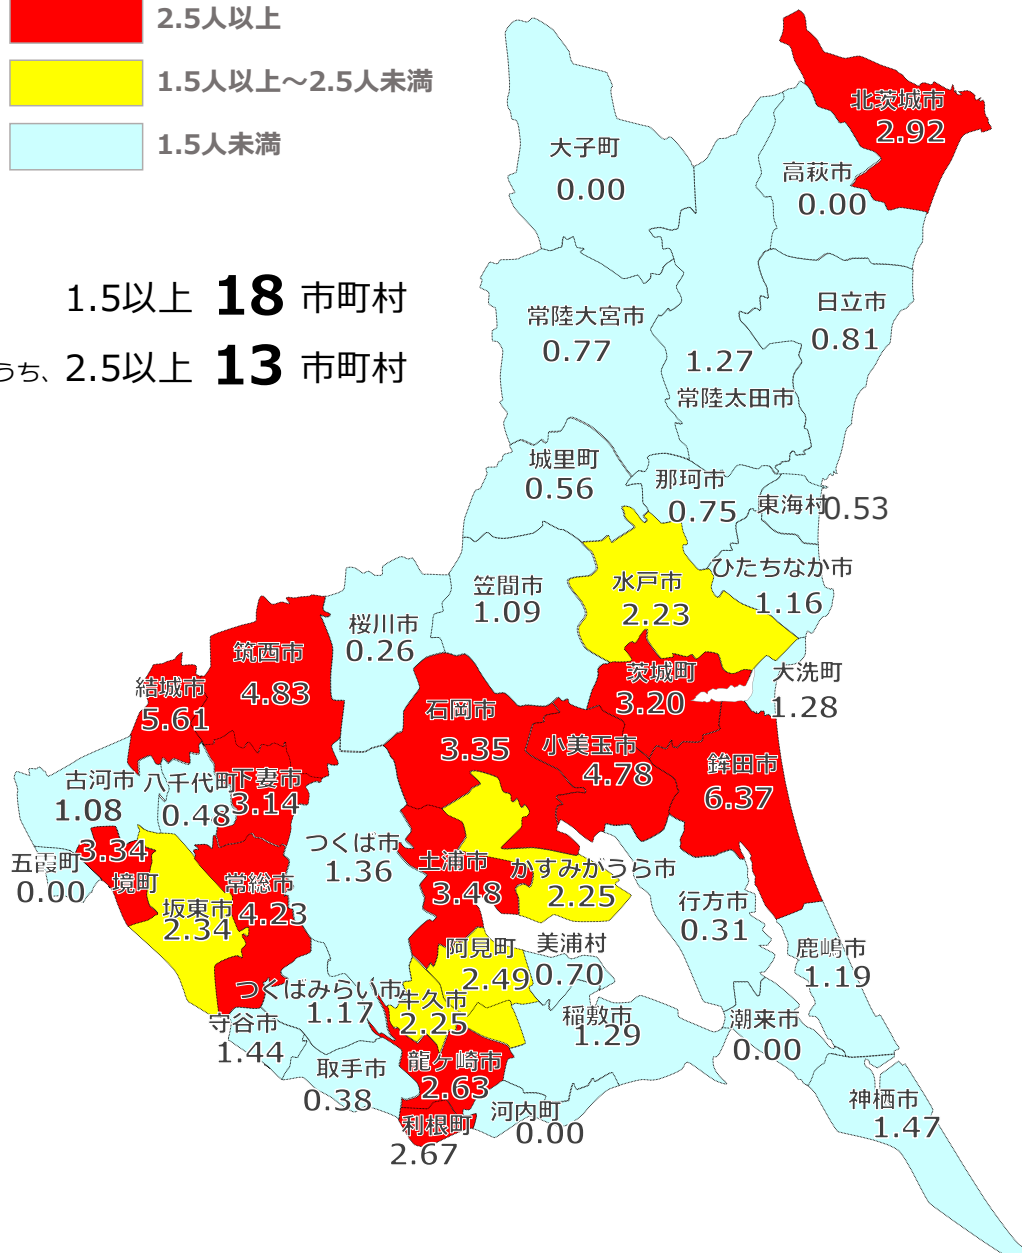 2.5人以上
1.5人以上～2.5人未満
1.5人未満
1.5以上 18 市町村
うち、2.5以上 13 市町村
北茨城市
2.92
大子町
0.00
高萩市
0.00
常陸大宮市
0.77
日立市
0.81
1.27
常陸太田市
城里町
0.56
那珂市
0.75
東海村0.53
ひたちなか市
1.16
笠間市
1.09
水戸市
2.23
桜川市
0.26
筑西市
4.83
結城市
5.61
茨城町
3.20
大洗町
1.28
石岡市
3.35
小美玉市
4.78
鉾田市
6.37
古河市
1.08
八千代町
0.48
下妻市
3.14
つくば市
1.36
五霞町
0.00
3.34
境町
坂東市
2.34
常総市
4.23
土浦市
3.48
かすみがうら市
2.25
行方市
0.31
鹿嶋市
1.19
阿見町
2.49
美浦村
0.70
つくばみらい市
1.17
牛久市
2.25
稲敷市
1.29
潮来市
0.00
守谷市
1.44
取手市
0.38
龍ヶ崎市
2.63
利根町
2.67
河内町
0.00
神栖市
1.47